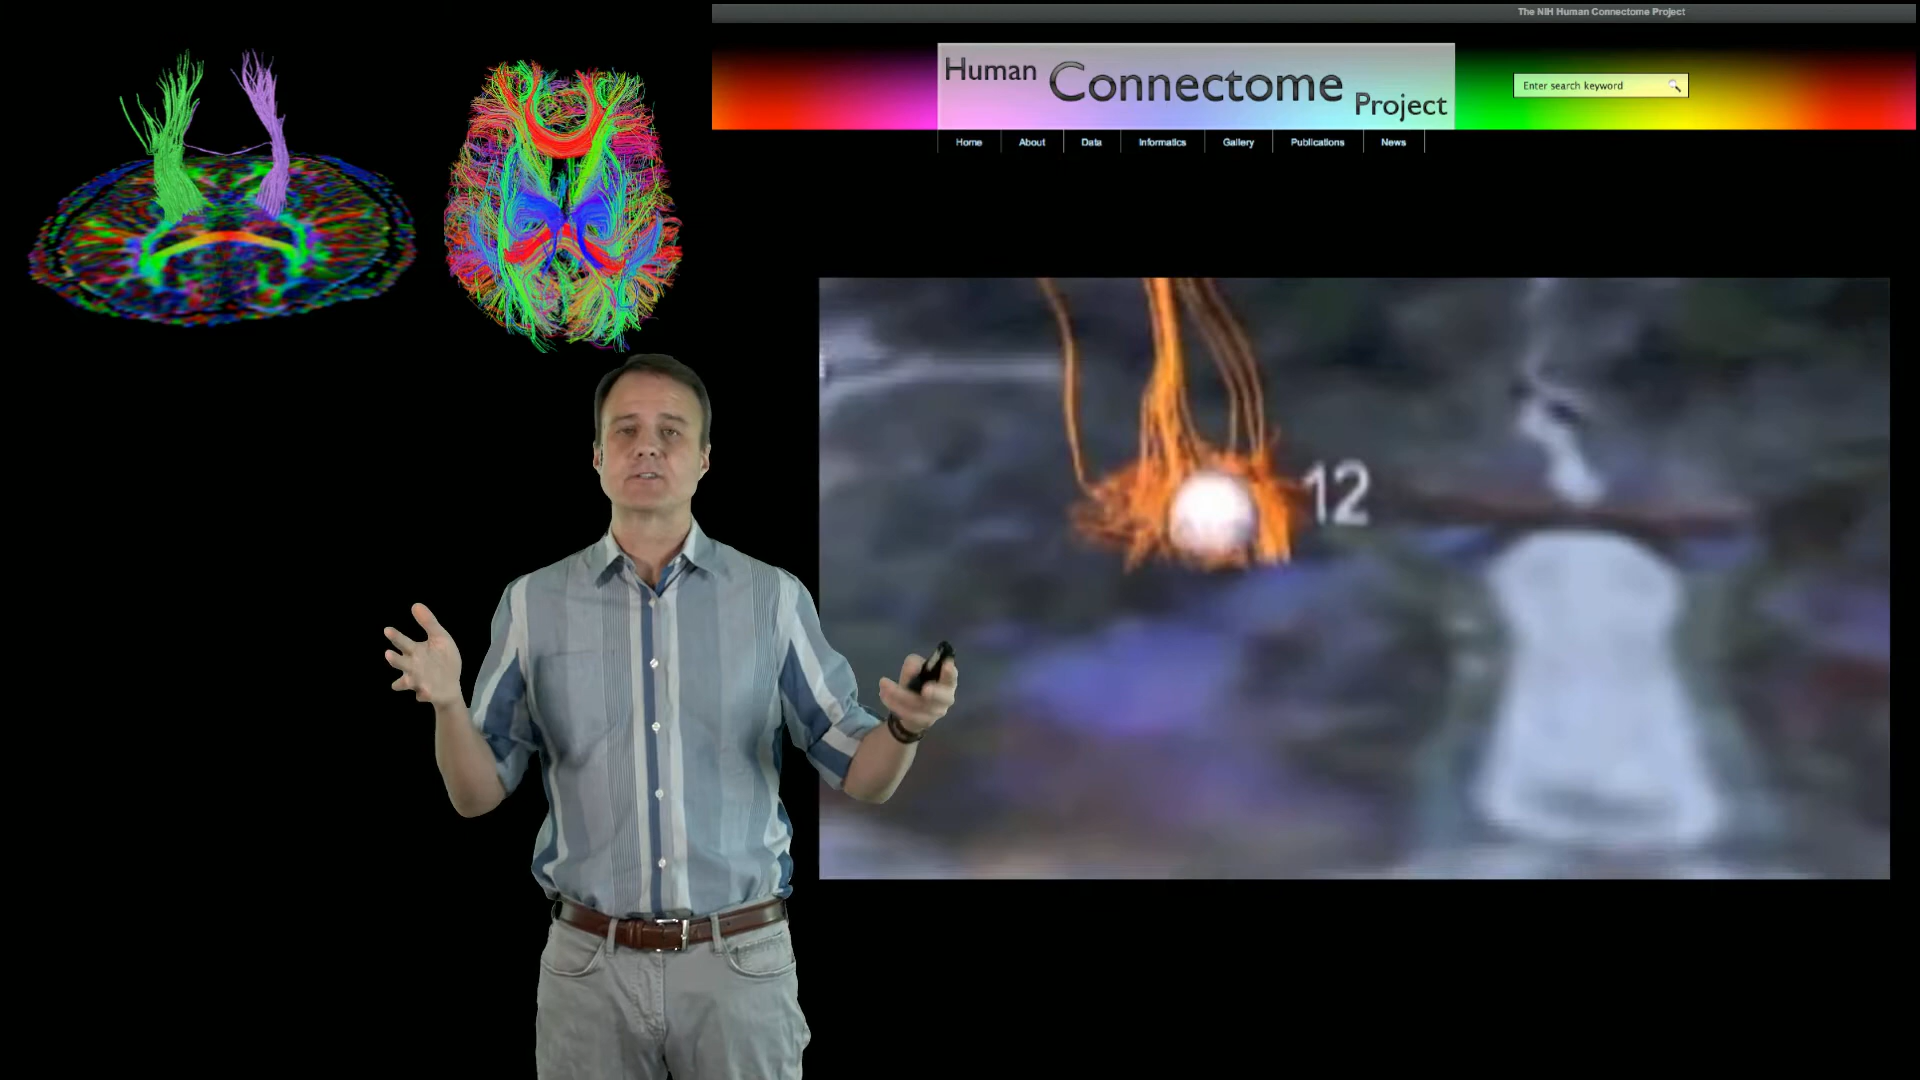 The NIH Human Connectome Project
Human Connectome Project
Enter search keyword
Home About Data Informatics Gallery Publications News
12